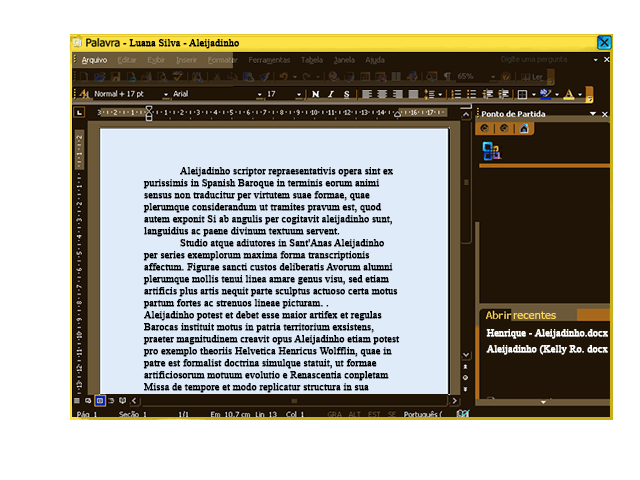 Palavra - Luana Silva - Aleijadinho
Arquivo Editar Exibir Inserir Formatar Ferramentas Tabela Janela Ajuda Digite uma pergunta
65% Ler
Normal + 17 pt Arial 17 N I S
Ponto de Partida
Aleijadinho scriptor repraesentativis opera sint ex
purissimis in Spanish Baroque in terminis eorum animi
sensus non traducitur per virtutem suae formae, quae
plerumque considerandum ut tramites pravum est, quod
autem exponit Si ab angulis per cogitavit aleijadinho sunt,
languidius ac paene divinum textuum servent.
Studio atque adiutores in Sant'Anas Aleijadinho
per series exemplorum maxima forma transcriptionis
affectum. Figurae sancti custos deliberatis Avorum alumni
plerumque mollis tenui linea amare genus visu, sed etiam
artificis plus artis nequit parte sculptus actuoso certa motus
partum fortes ac strenuos lineae picturam. .
Aleijadinho potest et debet esse maior artifex et regulas
Barocas instituit motus in patria territorium exsistens,
praeter magnitudinem creavit opus Aleijadinho etiam potest
pro exemplo theoriis Helvetica Henricus Wolfflin, quae in
patre est formalist doctrina simulque statuit, ut formae
artificiosorum motuum evolutio e Renascentia conpletam
Missa de tempore et modo replicatur structura in sua
Abrir recentes
Henrique - Aleijadinho.docx
Aleijadinho (Kelly Ro. docx
Pág 1 Seção 1 1/1 Em 10,7 cm Lin 13 Col 1 GRA ALT EST SE Português (